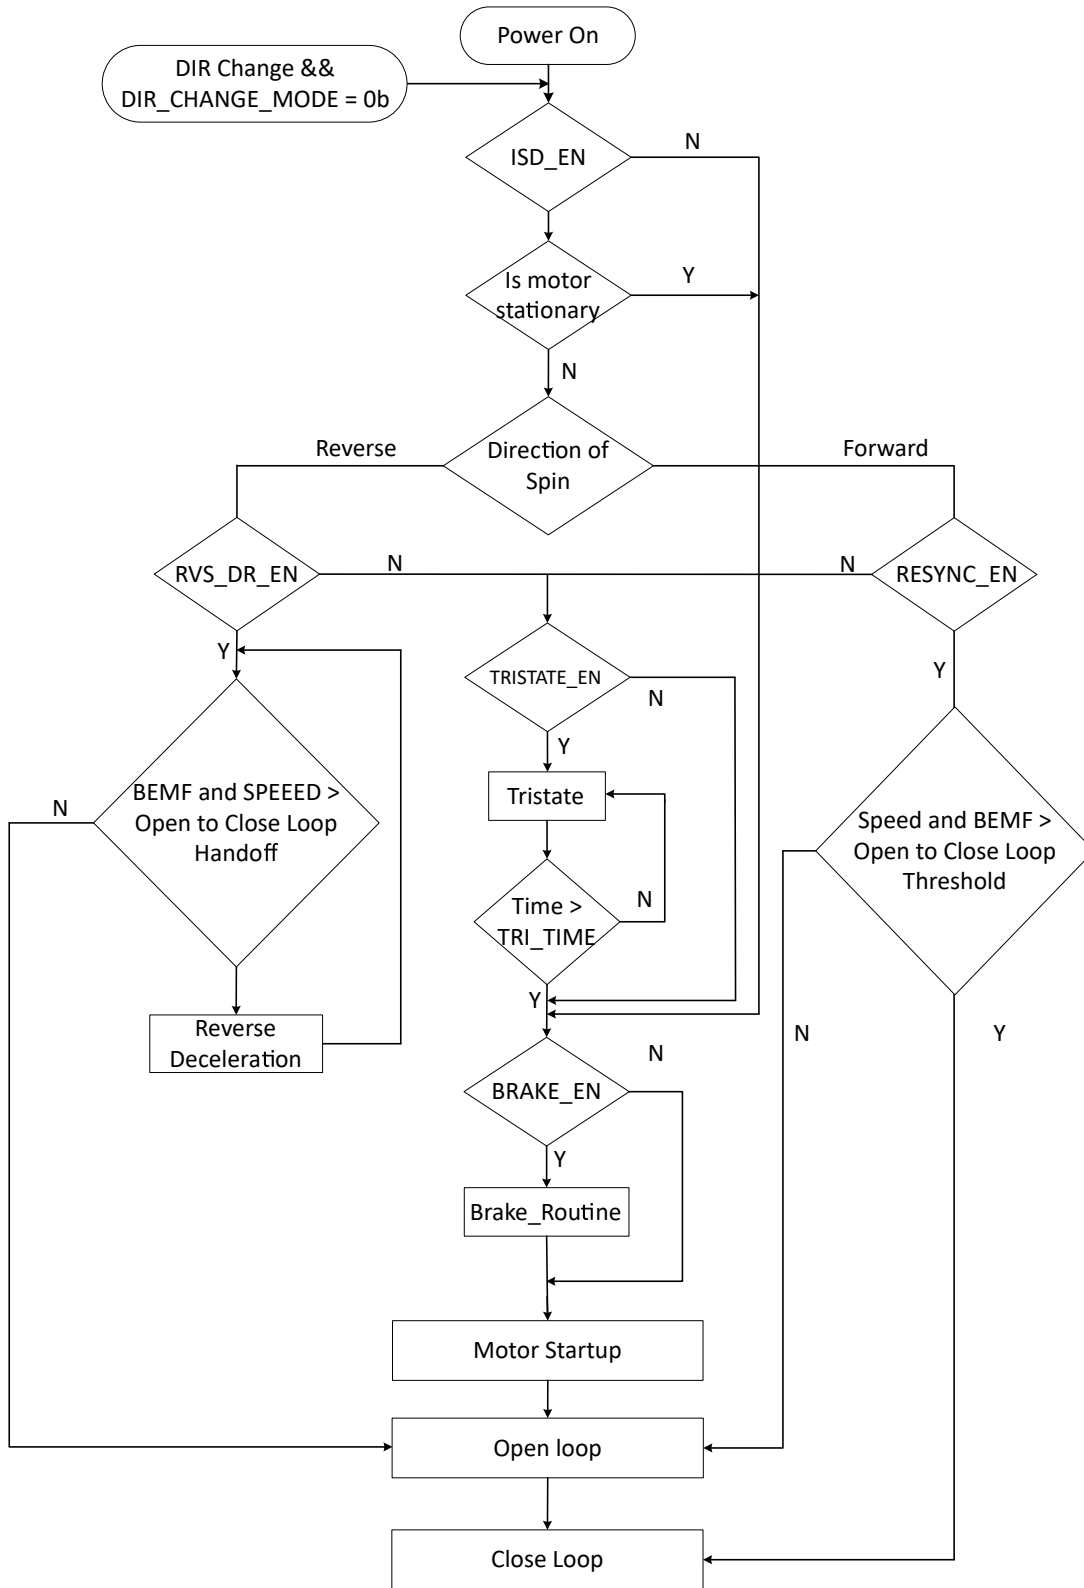 Power On
DIR Change &&
DIR_CHANGE_MODE = 0b
ISD_EN
N
Is motor
stationary
Y
N
Direction of
Spin
Reverse
Forward
RVS_DR_EN
N
N
RESYNC_EN
Y
TRISTATE_EN
N
Y
Y
BEMF and SPEEED >
Open to Close Loop
Handoff
N
Tristate
Speed and BEMF >
Open to Close Loop
Threshold
Time >
TRI_TIME
N
Y
Reverse
Deceleration
N
Y
N
BRAKE_EN
Y
Brake_Routine
Motor Startup
Open loop
Close Loop